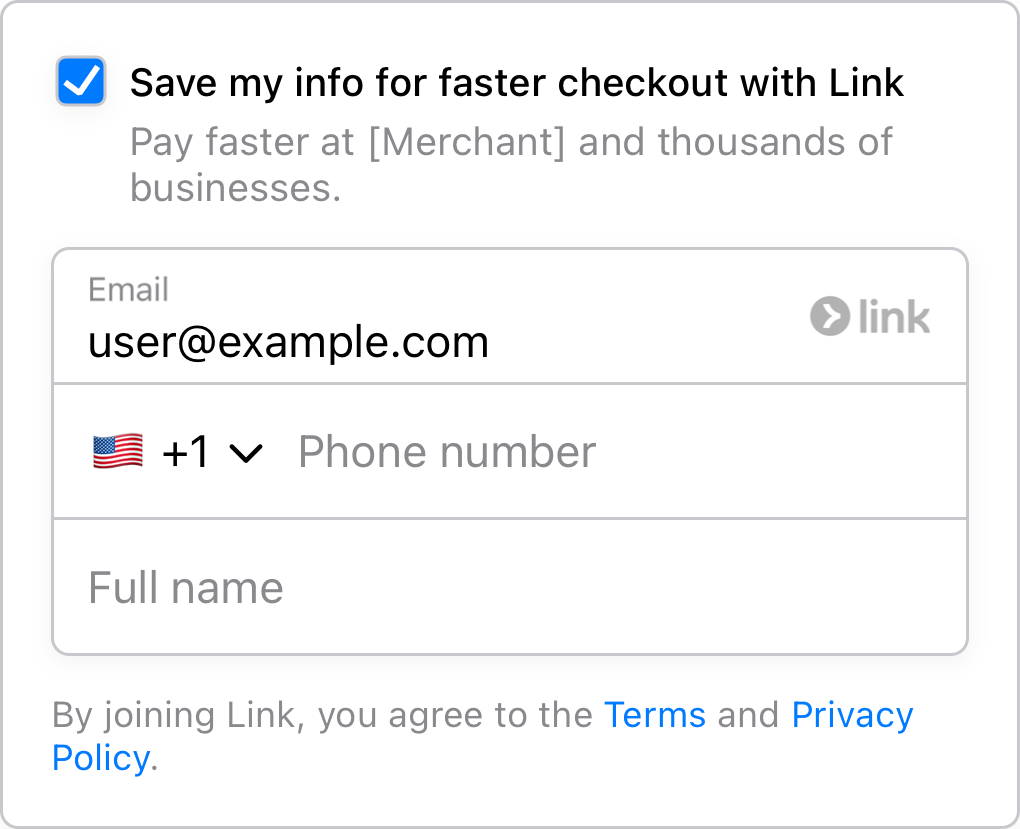 Save my info for faster checkout with Link
Pay faster at [Merchant] and thousands of
businesses.
Email
user@example.com
link
+1 Phone number
Full name
By joining Link, you agree to the Terms and Privacy
Policy.